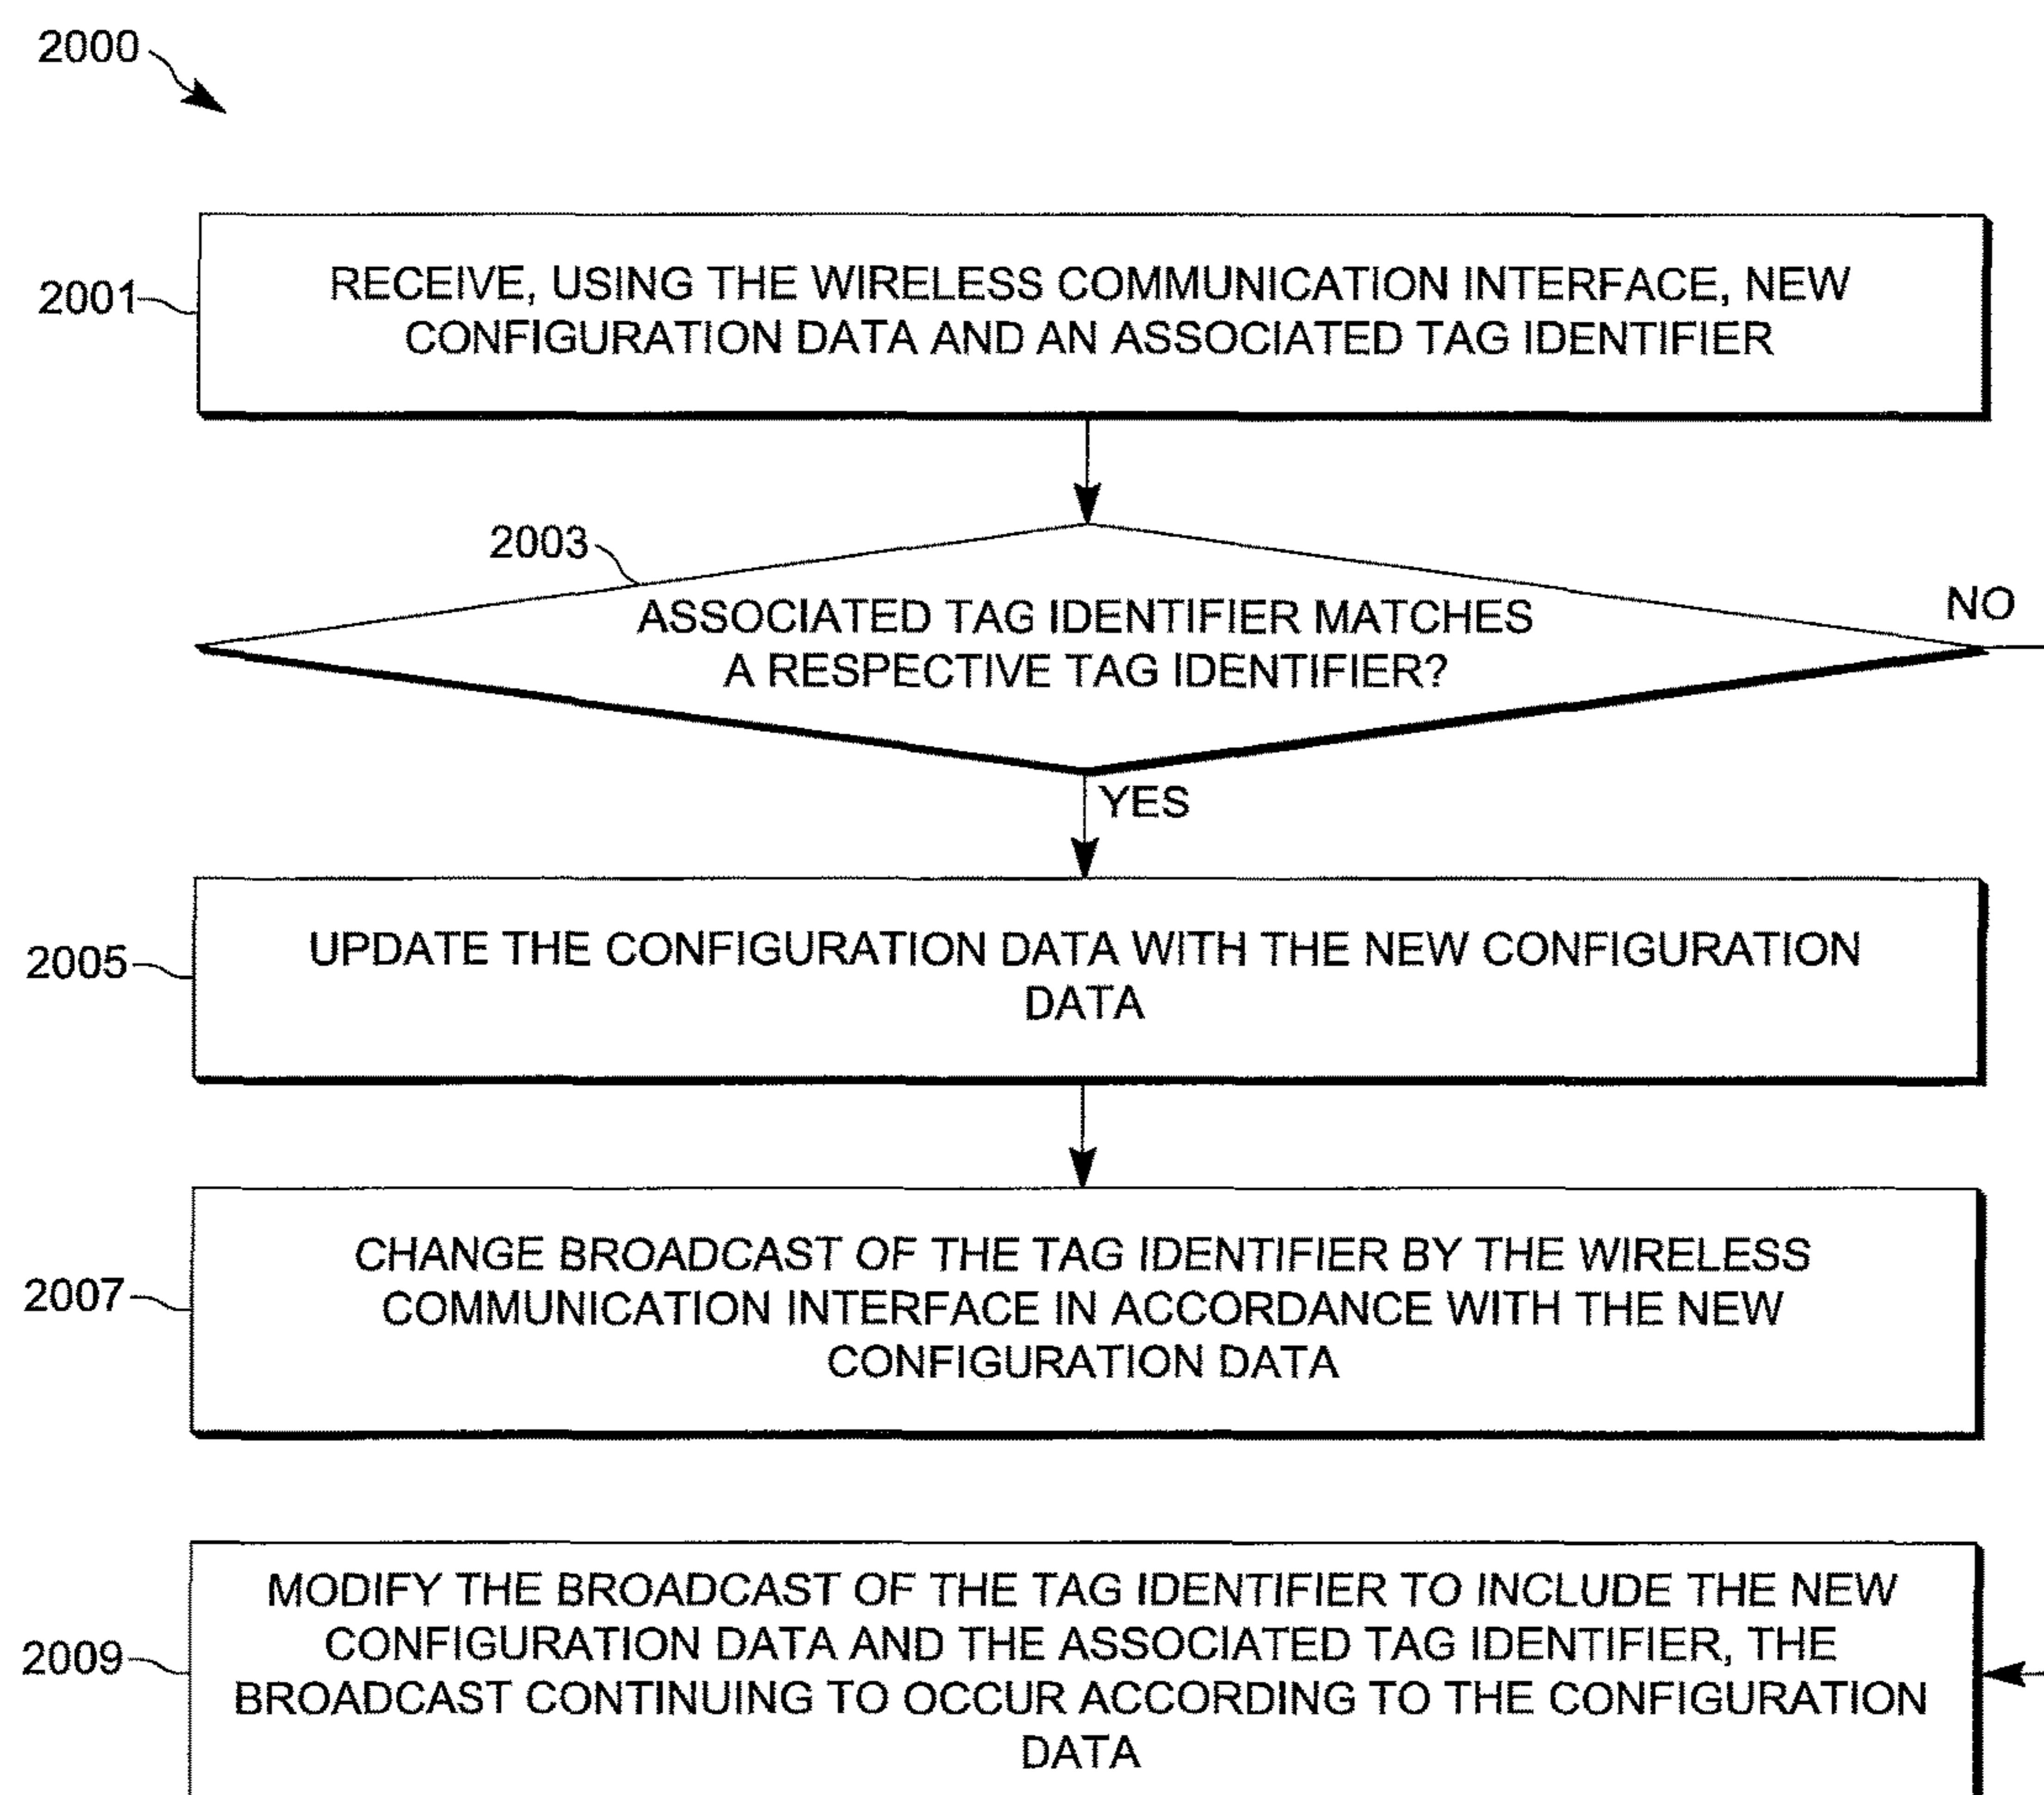 2000
2001
RECEIVE, USING THE WIRELESS COMMUNICATION INTERFACE, NEW
CONFIGURATION DATA AND AN ASSOCIATED TAG IDENTIFIER
2003
ASSOCIATED TAG IDENTIFIER MATCHES
A RESPECTIVE TAG IDENTIFIER?
NO
YES
2005
UPDATE THE CONFIGURATION DATA WITH THE NEW CONFIGURATION
DATA
2007
CHANGE BROADCAST OF THE TAG IDENTIFIER BY THE WIRELESS
COMMUNICATION INTERFACE IN ACCORDANCE WITH THE NEW
CONFIGURATION DATA
2009
MODIFY THE BROADCAST OF THE TAG IDENTIFIER TO INCLUDE THE NEW
CONFIGURATION DATA AND THE ASSOCIATED TAG IDENTIFIER, THE
BROADCAST CONTINUING TO OCCUR ACCORDING TO THE CONFIGURATION
DATA